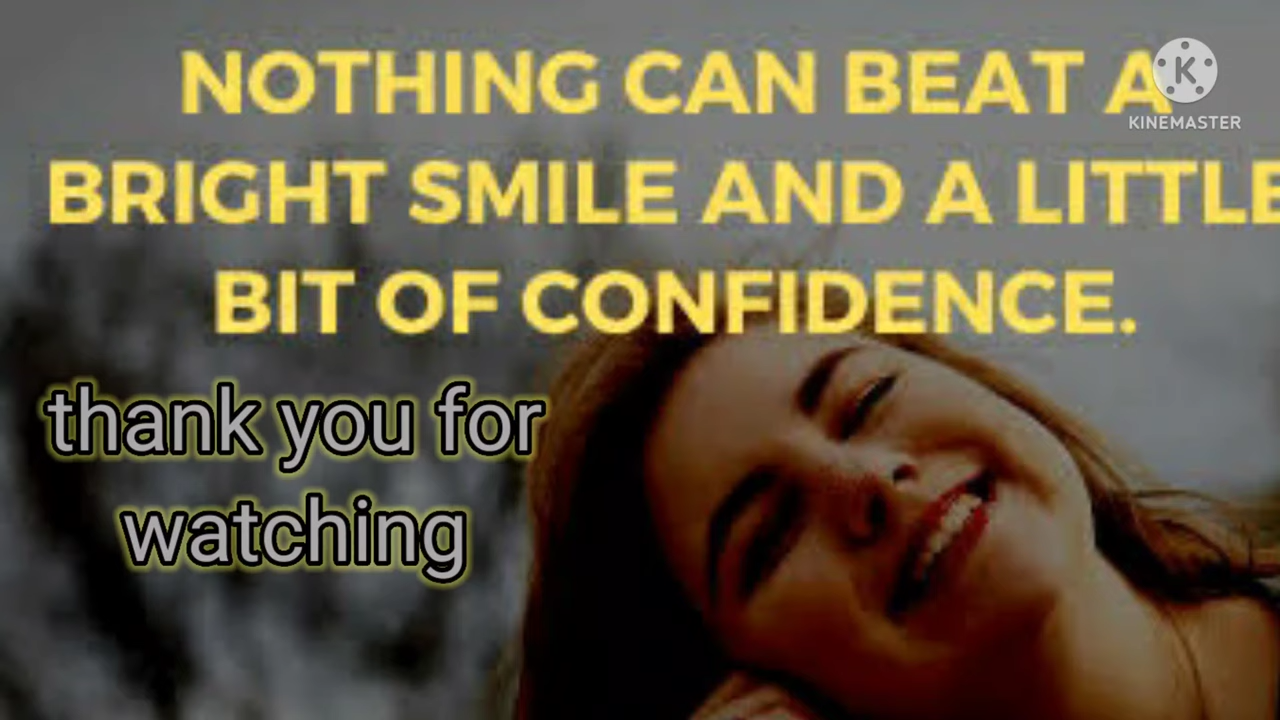 NOTHING CAN BEAT A
KINEMASTER
BRIGHT SMILE AND A LITTLE
BIT OF CONFIDENCE.
thank you for
watching